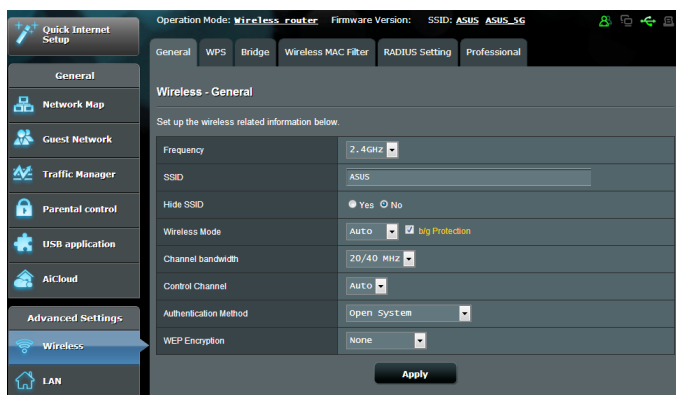 Quick Internet Setup
Operation Mode: Wireless router Firmware Version: SSID: ASUS ASUS_5G
General WPS Bridge Wireless MAC Filter RADIUS Setting Professional
General
Network Map
Guest Network
Traffic Manager
Parental control
USB application
AiCloud
Advanced Settings
Wireless
LAN
Wireless - General
Set up the wireless related information below.
Frequency 2.4GHz
SSID ASUS
Hide SSID Yes No
Wireless Mode Auto b/g Protection
Channel bandwidth 20/40 MHz
Control Channel Auto
Authentication Method Open System
WEP Encryption None
Apply